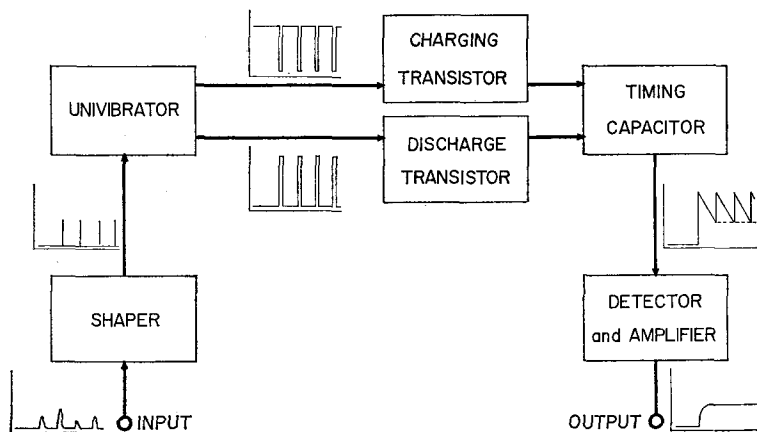 CHARGING
TRANSISTOR
UNIVIBRATOR
TIMING
CAPACITOR
DISCHARGE
TRANSISTOR
SHAPER
DETECTOR
and AMPLIFIER
INPUT
OUTPUT